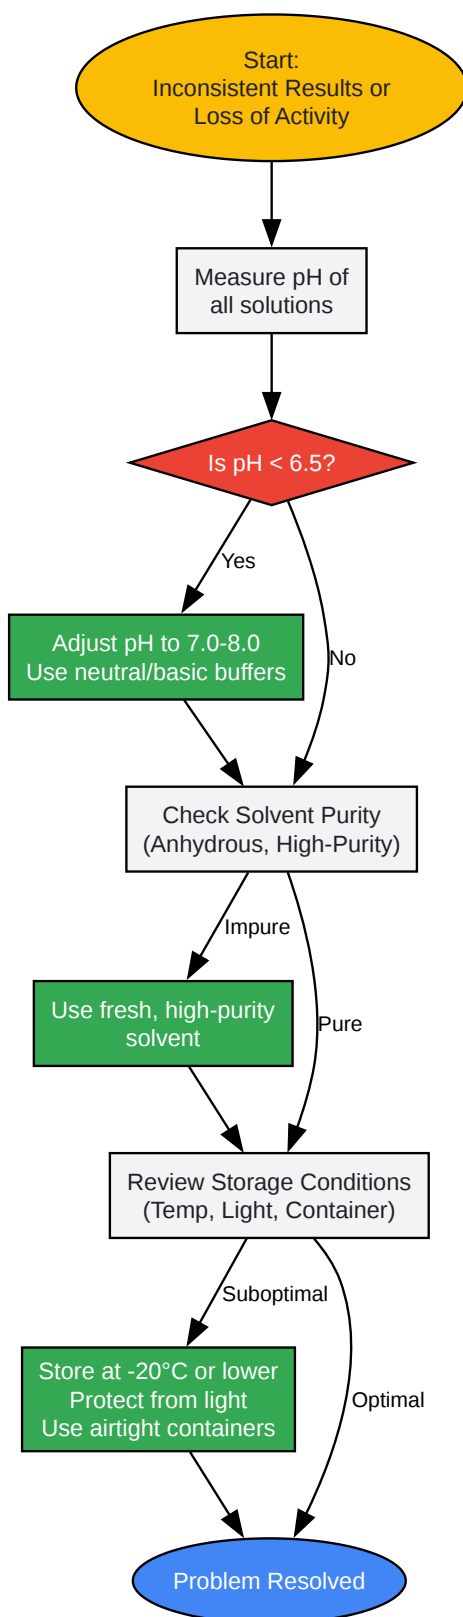 Start:
Inconsistent Results or
Loss of Activity
Measure pH of
all solutions
Is pH < 6.5?
Yes
Adjust pH to 7.0-8.0
Use neutral/basic buffers
No
Check Solvent Purity
(Anhydrous, High-Purity)
Impure
Use fresh, high-purity
solvent
Pure
Review Storage Conditions
(Temp, Light, Container)
Suboptimal
Store at -20°C or lower
Protect from light
Use airtight containers
Optimal
Problem Resolved